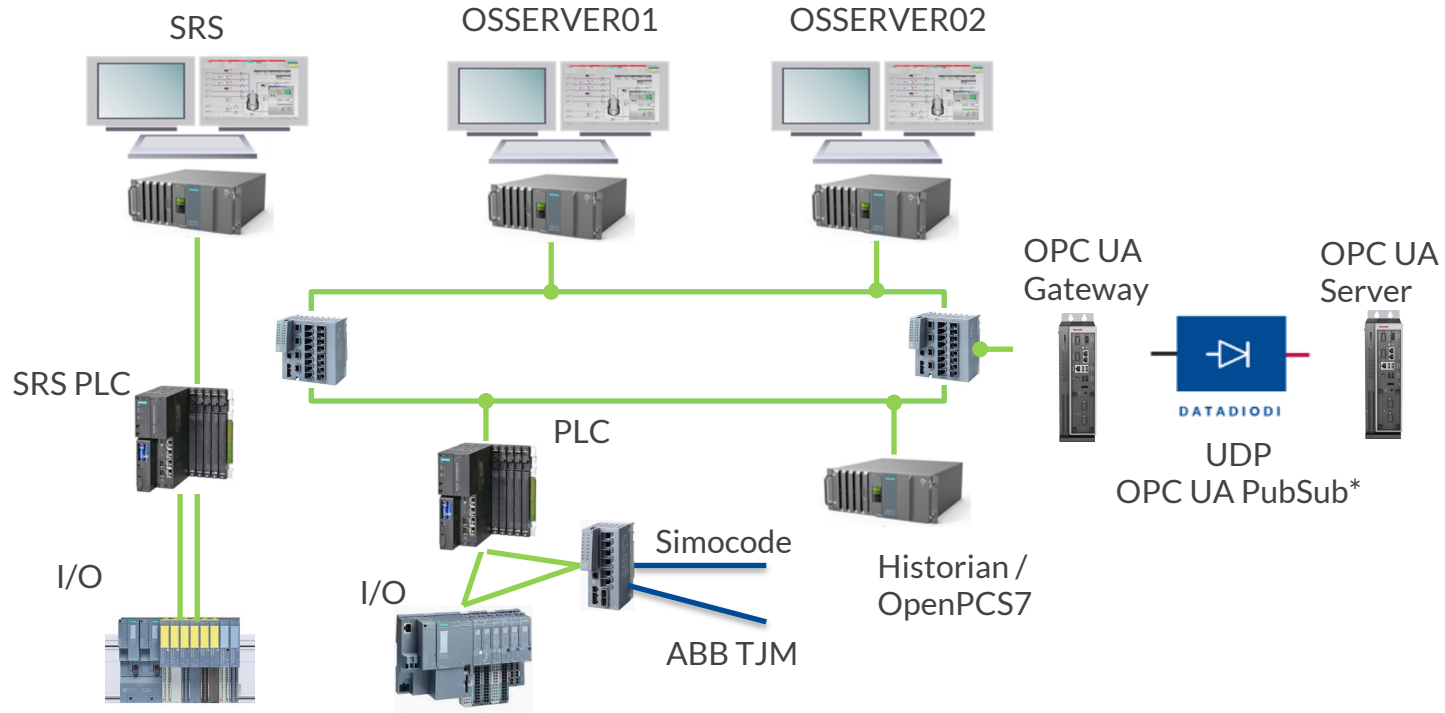 SRS
OSSERVER01
OSSERVER02
OPC UA
Gateway
OPC UA
Server
SRS PLC
PLC
DATADIODI
UDP
OPC UA PubSub*
I/O
I/O
Simocode
ABB TJM
Historian /
OpenPCS7